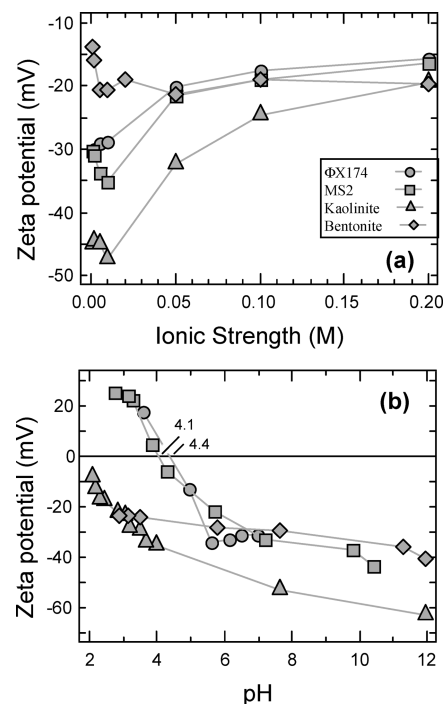 -10
-20
-30
-40
-50
Zeta potential (mV)
0.00 0.05 0.10 0.15 0.20
Ionic Strength (M)
ΦX174
MS2
Kaolinite
Bentonite
(a)
(b)
20
0
-20
-40
-60
Zeta potential (mV)
4.1
4.4
2 4 6 8 10 12
pH